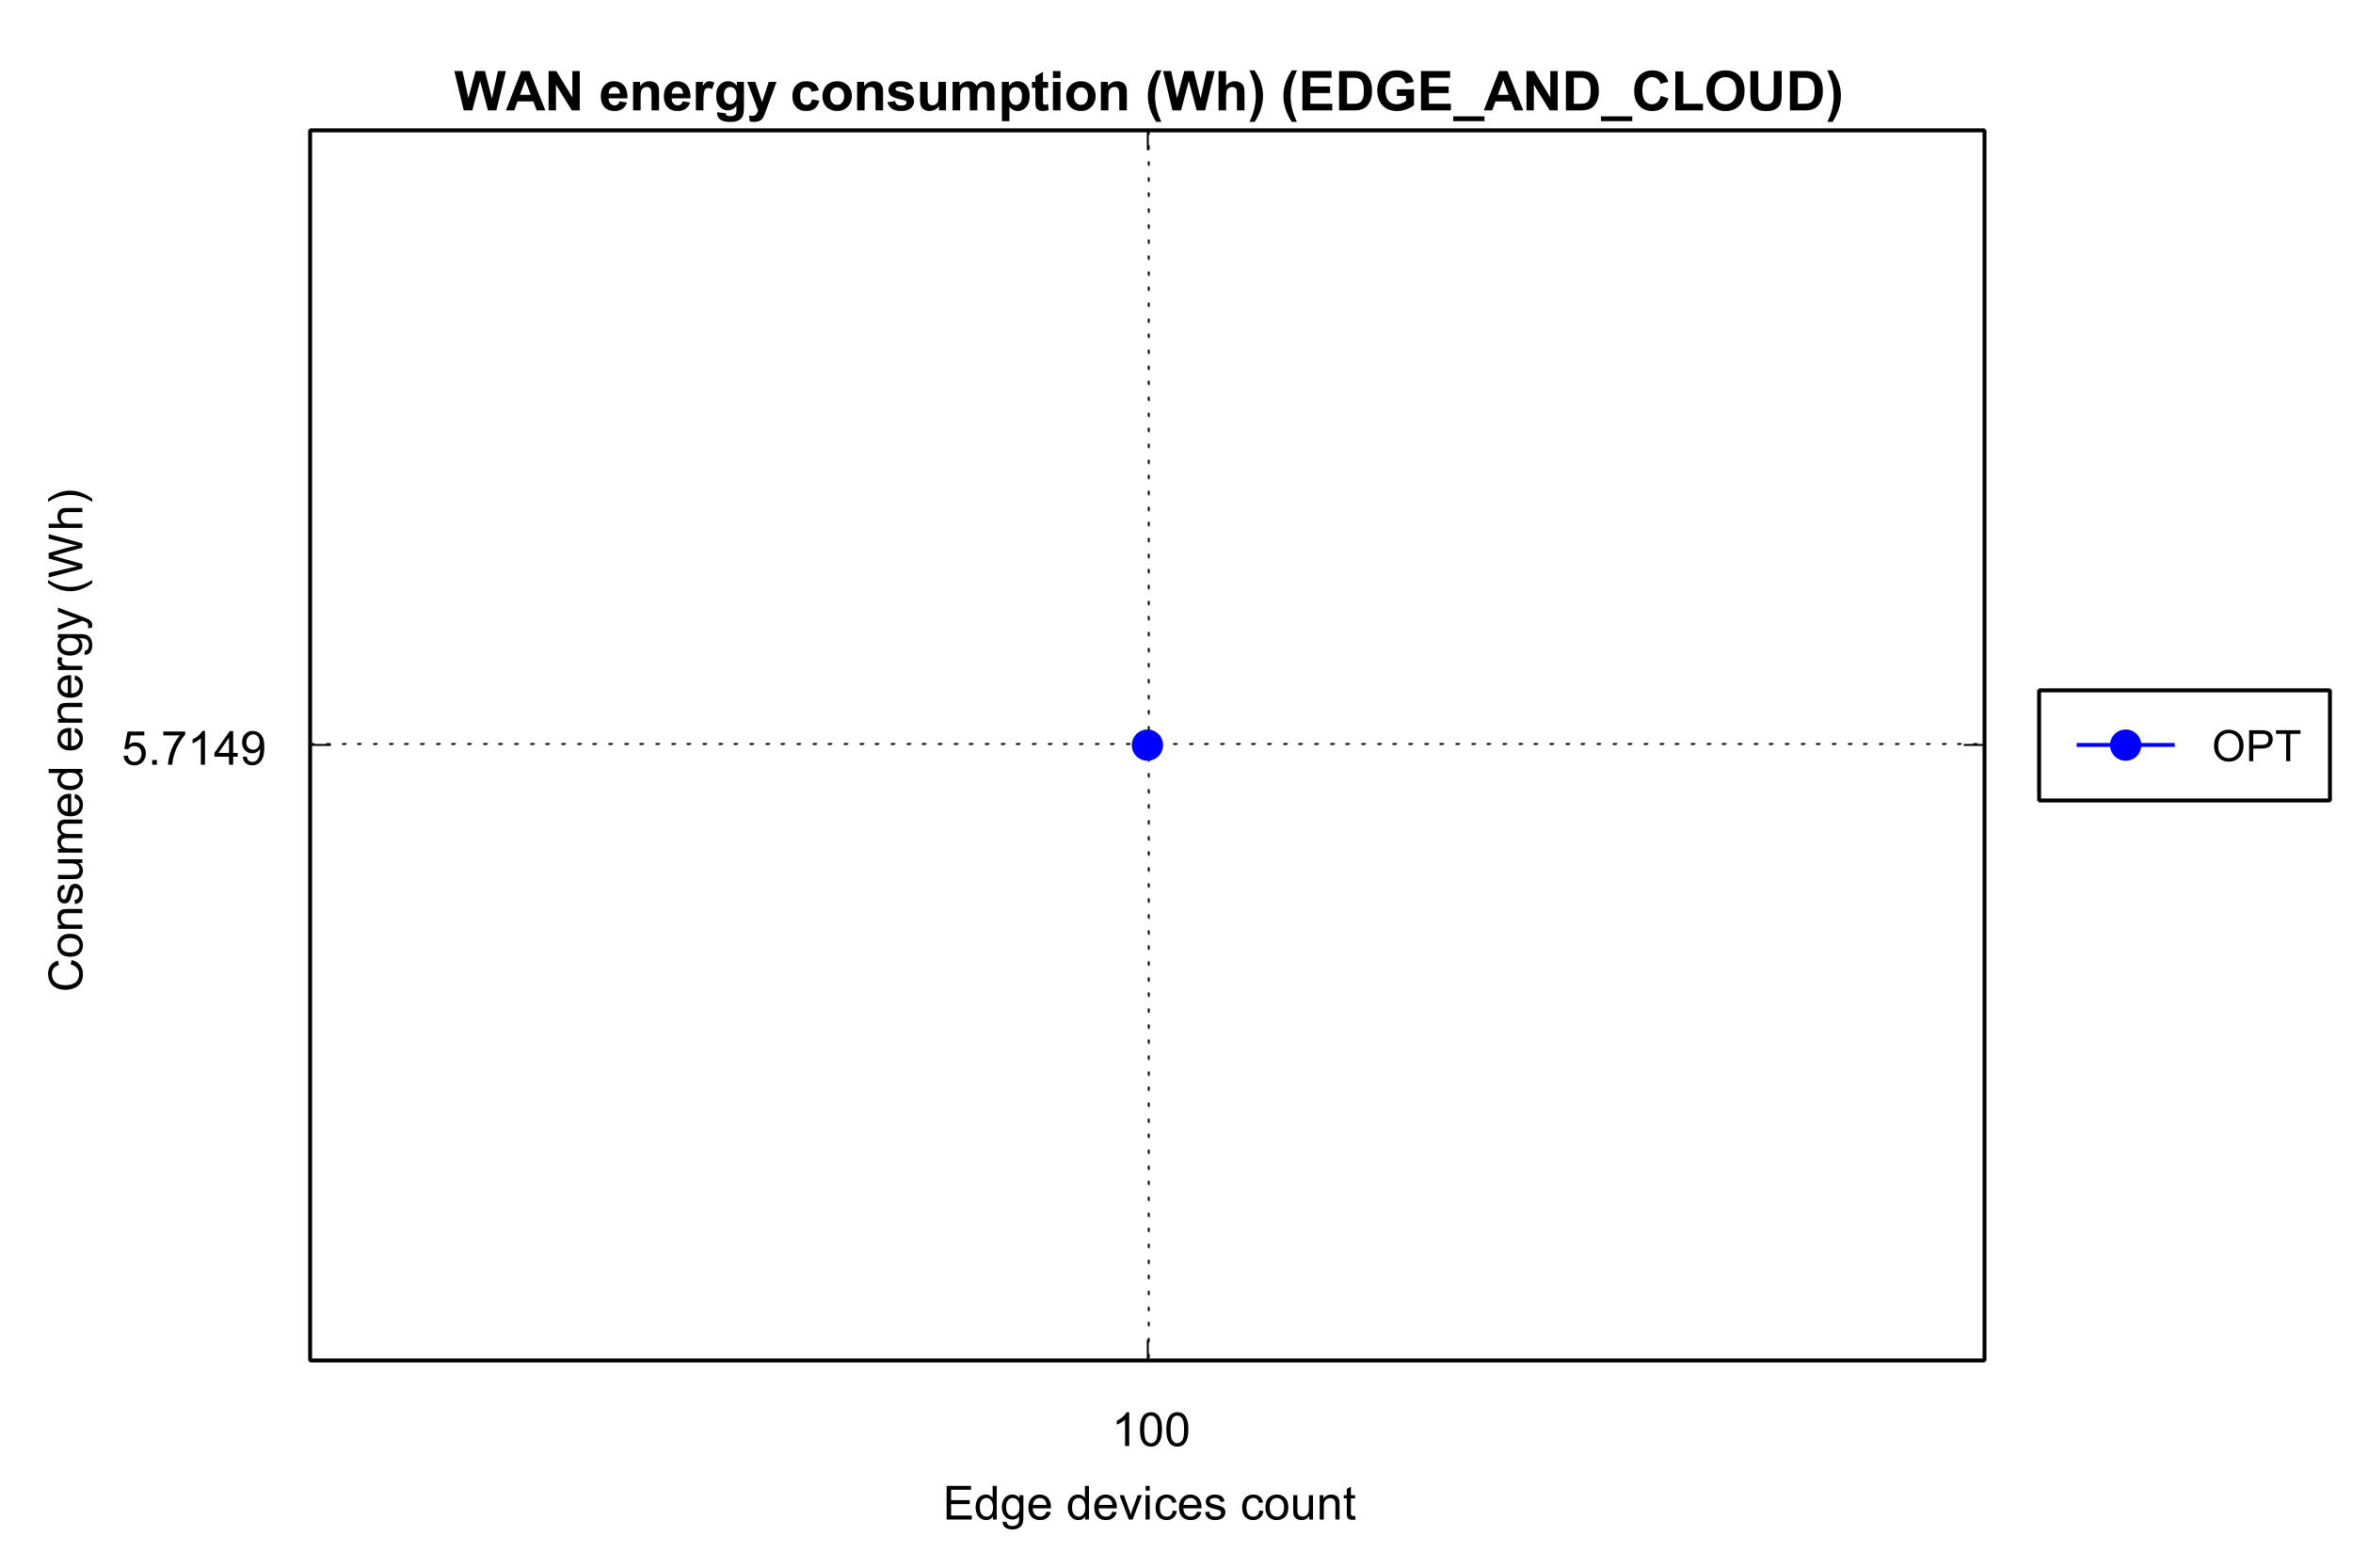 WAN energy consumption (Wh)(EDGE_AND_CLOUD)
Consumed energy (Wh)
5.7149
OPT
100
Edge devices count